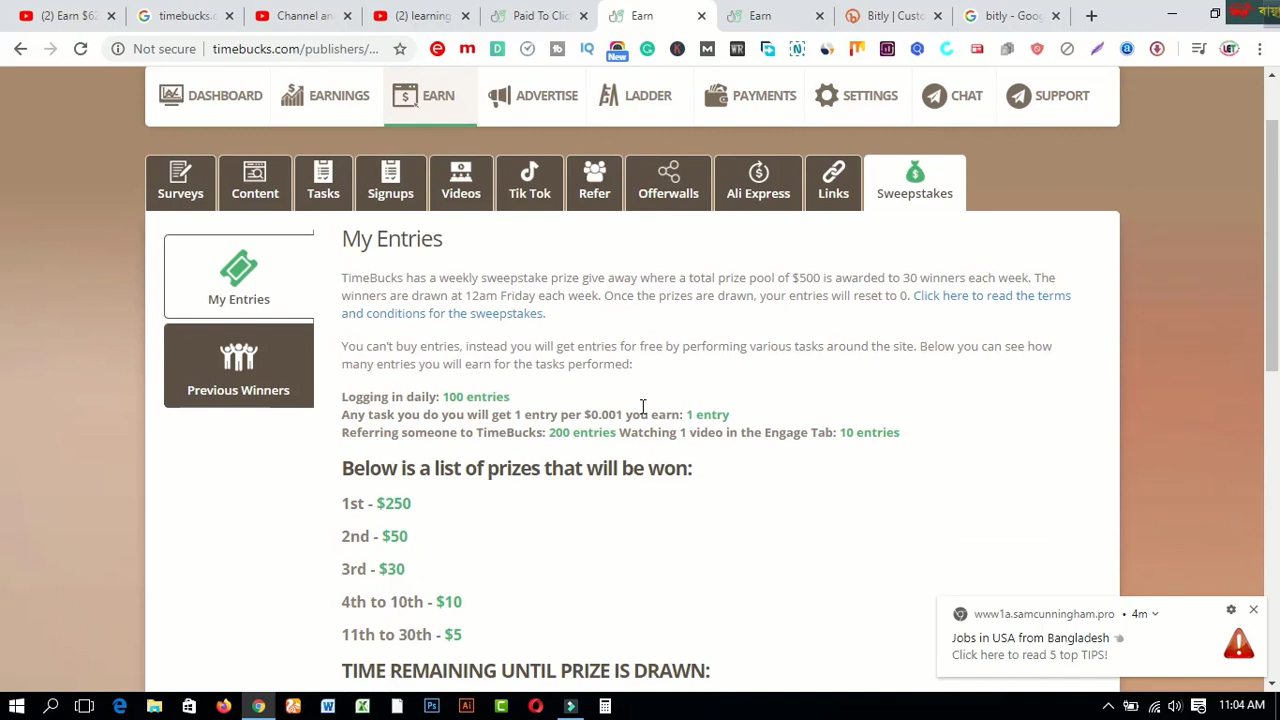 (2) Earn $62
timebucks.c
Channel an
(2) learning
Paid To Clic
Earn
Earn
Bitly | Custo
bitly - Goog
Not secure
timebucks.com/publishers/...
New
DASHBOARD
EARNINGS
EARN
ADVERTISE
LADDER
PAYMENTS
SETTINGS
CHAT
SUPPORT
Surveys
Content
Tasks
Signups
Videos
Tik Tok
Refer
Offerwalls
Ali Express
Links
Sweepstakes
My Entries
Previous Winners
My Entries
TimeBucks has a weekly sweepstake prize give away where a total prize pool of $500 is awarded to 30 winners each week. The
winners are drawn at 12am Friday each week. Once the prizes are drawn, your entries will reset to 0. Click here to read the terms
and conditions for the sweepstakes.
You can't buy entries, instead you will get entries for free by performing various tasks around the site. Below you can see how
many entries you will earn for the tasks performed:
Logging in daily: 100 entries
Any task you do you will get 1 entry per $0.001 you earn: 1 entry
Referring someone to TimeBucks: 200 entries Watching 1 video in the Engage Tab: 10 entries
Below is a list of prizes that will be won:
1st - $250
2nd - $50
3rd - $30
4th to 10th - $10
11th to 30th - $5
TIME REMAINING UNTIL PRIZE IS DRAWN:
www1a.samcunningham.pro • 4m
Jobs in USA from Bangladesh
Click here to read 5 top TIPS!
11:04 AM